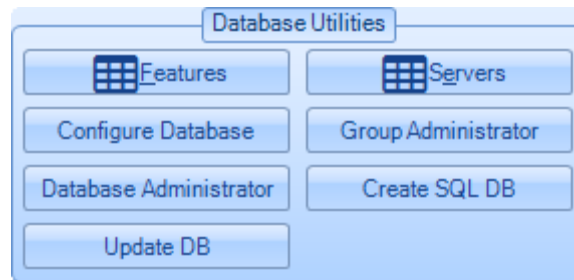 Database Utilities
Features
Servers
Configure Database
Group Administrator
Database Administrator
Create SQL DB
Update DB